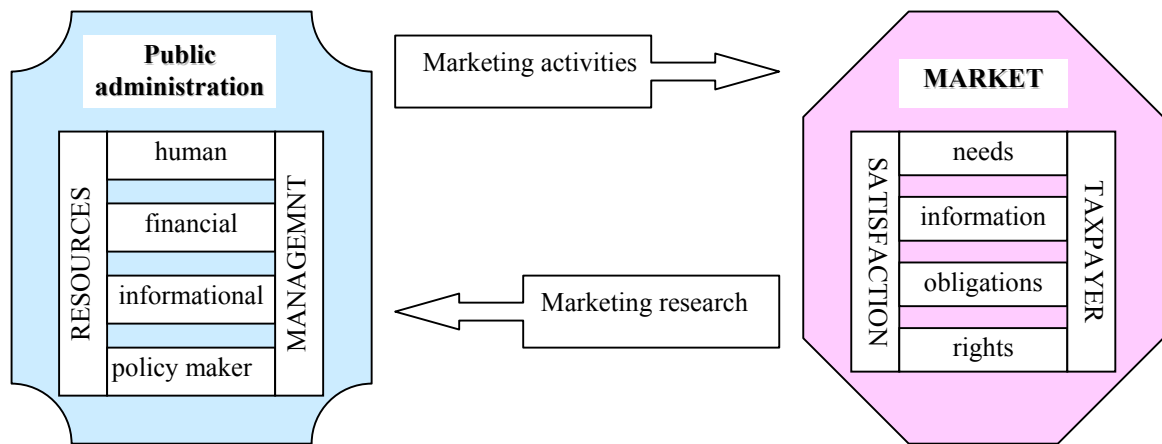 Public
administration
RESOURCES
human
financial
informational
policy maker
MANAGEMNT
Marketing activities
Marketing research
MARKET
SATISFACTION
needs
information
obligations
rights
TAXPAYER